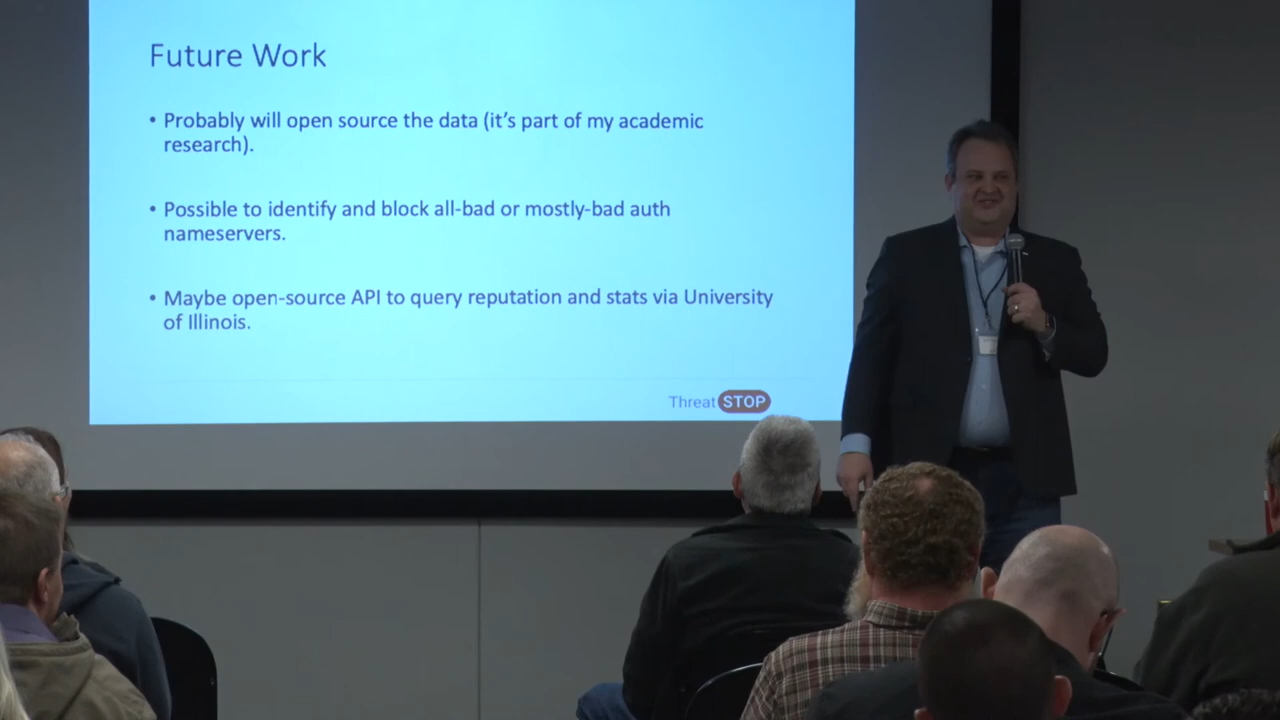 Future Work
• Probably will open source the data (it's part of my academic
research).
• Possible to identify and block all-bad or mostly-bad auth
nameservers.
• Maybe open-source API to query reputation and stats via University
of Illinois.
Threat STOP